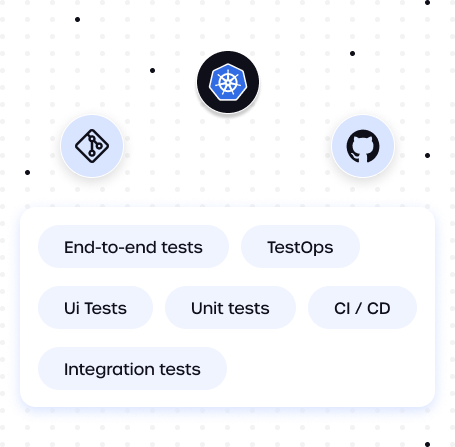 End-to-end tests
TestOps
Ui Tests
Unit tests
CI / CD
Integration tests